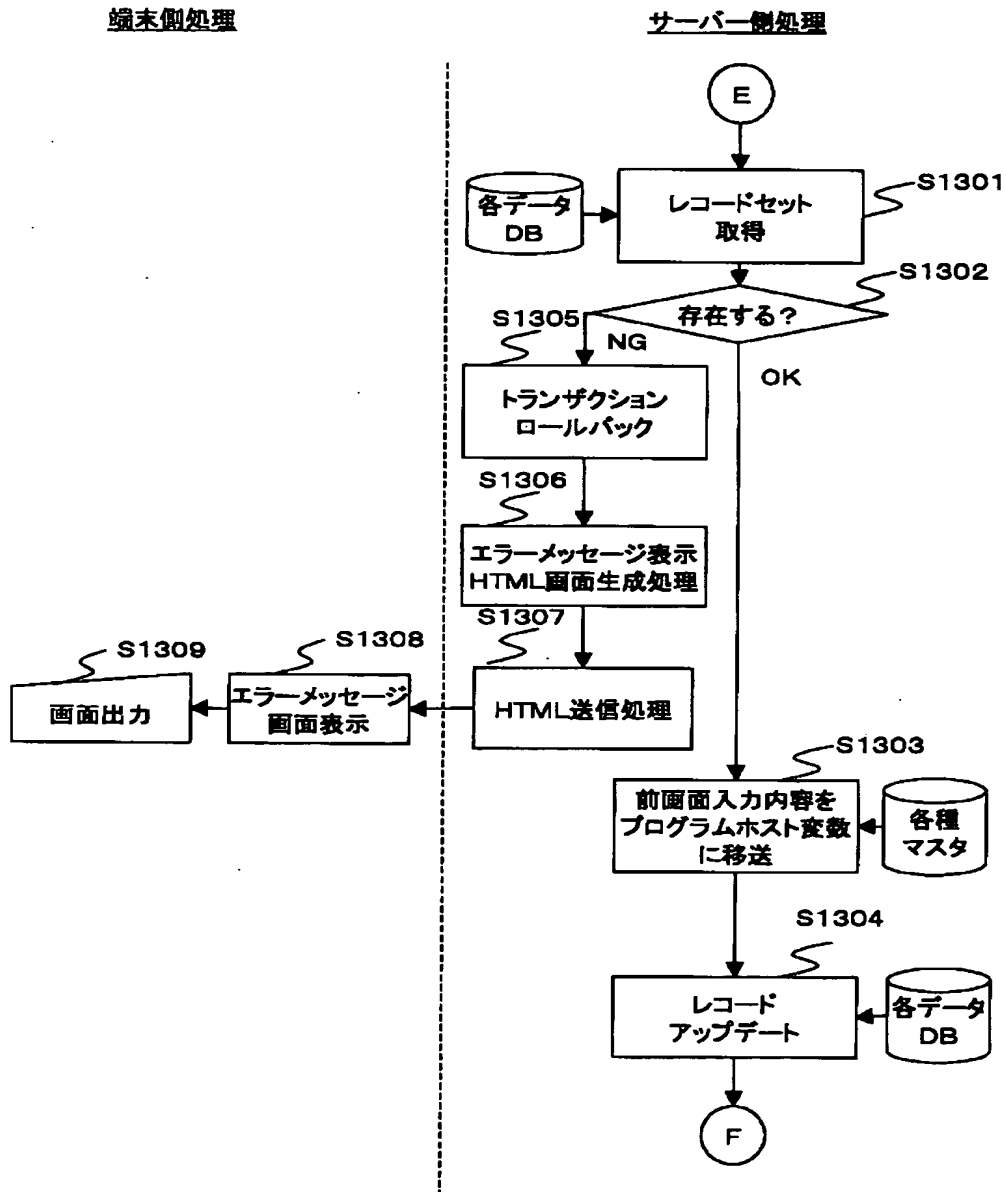 端末側処理
サーバー側処理
E
各データ
DB
レコードセット
取得
S1301
存在する?
S1302
NG
OK
S1305
トランザクション
ロールバック
S1306
エラーメッセージ表示
HTML画面生成処理
S1307
HTML送信処理
S1308
エラーメッセージ
画面表示
S1309
画面出力
S1303
前画面入力内容を
プログラムホスト変数
に移送
各種
マスタ
S1304
レコード
アップデート
各データ
DB
F